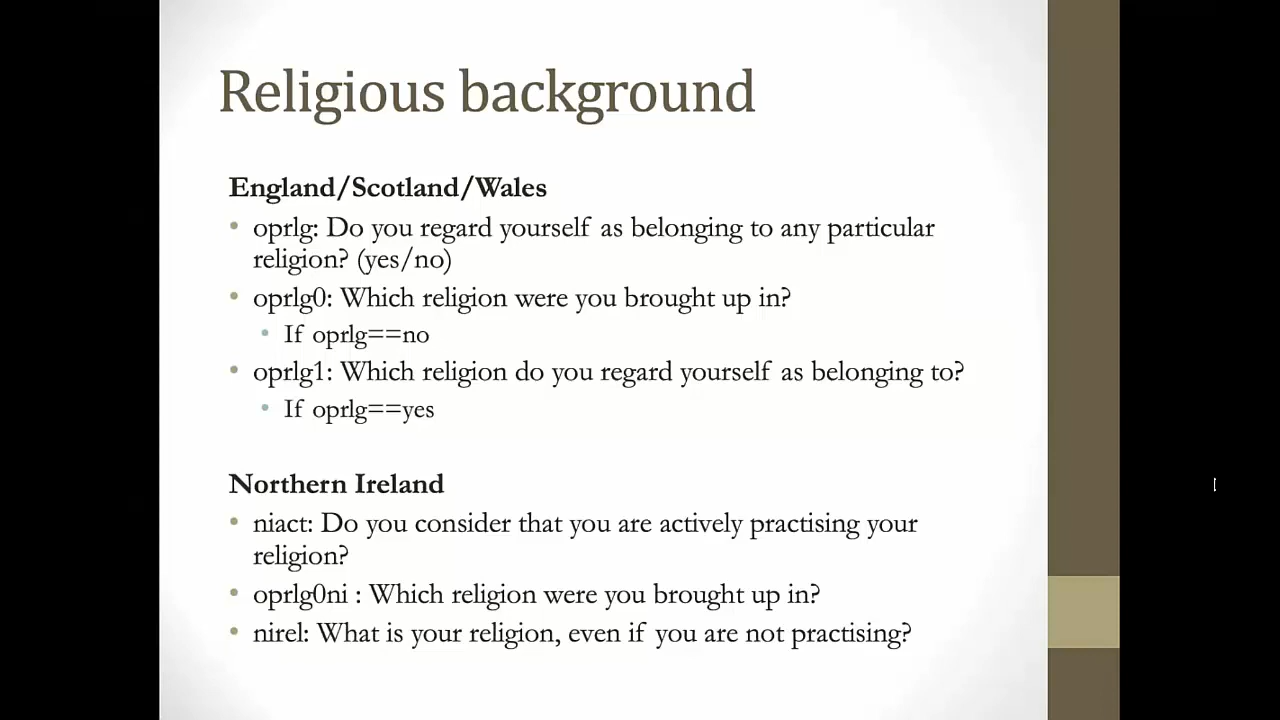 Religious background
England/Scotland/Wales
• oprlg: Do you regard yourself as belonging to any particular
religion? (yes/no)
• oprlg0: Which religion were you brought up in?
• If oprlg==no
• oprlg1: Which religion do you regard yourself as belonging to?
• If oprlg==yes
Northern Ireland
• niact: Do you consider that you are actively practising your
religion?
• oprlg0ni : Which religion were you brought up in?
• nirel: What is your religion, even if you are not practising?